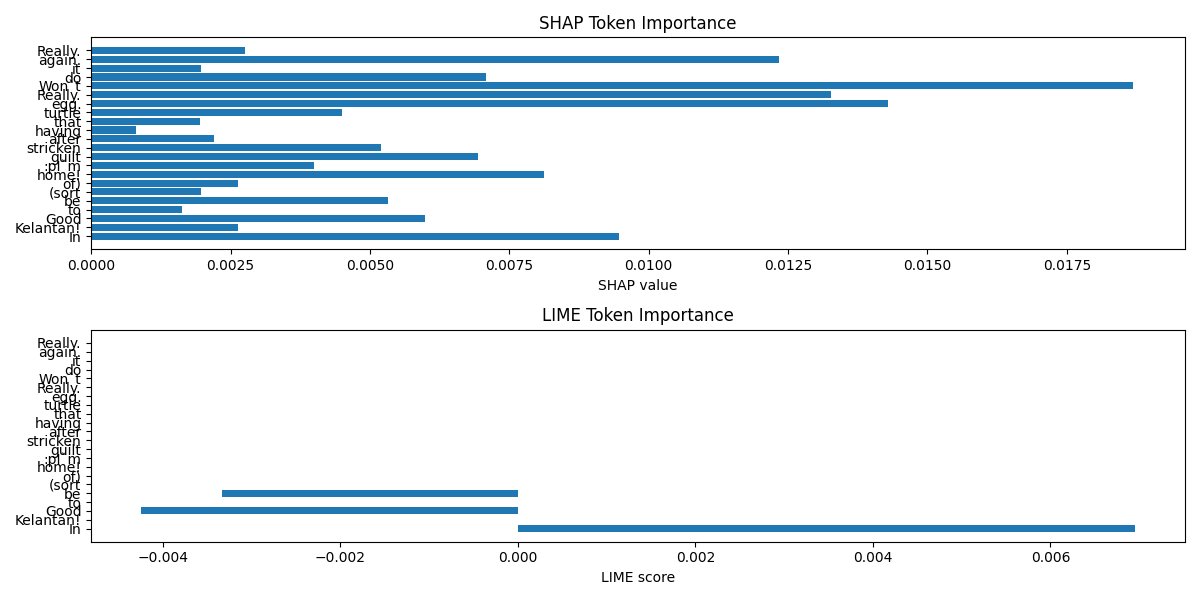 SHAP Token Importance
Really.
again.
it
do
Won`t
Really.
egg.
turtle
that
having
after
stricken
guilt
:pI`m
home!
of)
(sort
be
to
Good
Kelantan!
In
0.0000 0.0025 0.0050 0.0075 0.0100 0.0125 0.0150 0.0175
SHAP value
LIME Token Importance
Really.
again.
it
do
Won`t
Really.
egg.
turtle
that
having
after
stricken
guilt
:pI`m
home!
of)
(sort
be
to
Good
Kelantan!
In
−0.004 −0.002 0.000 0.002 0.004 0.006
LIME score